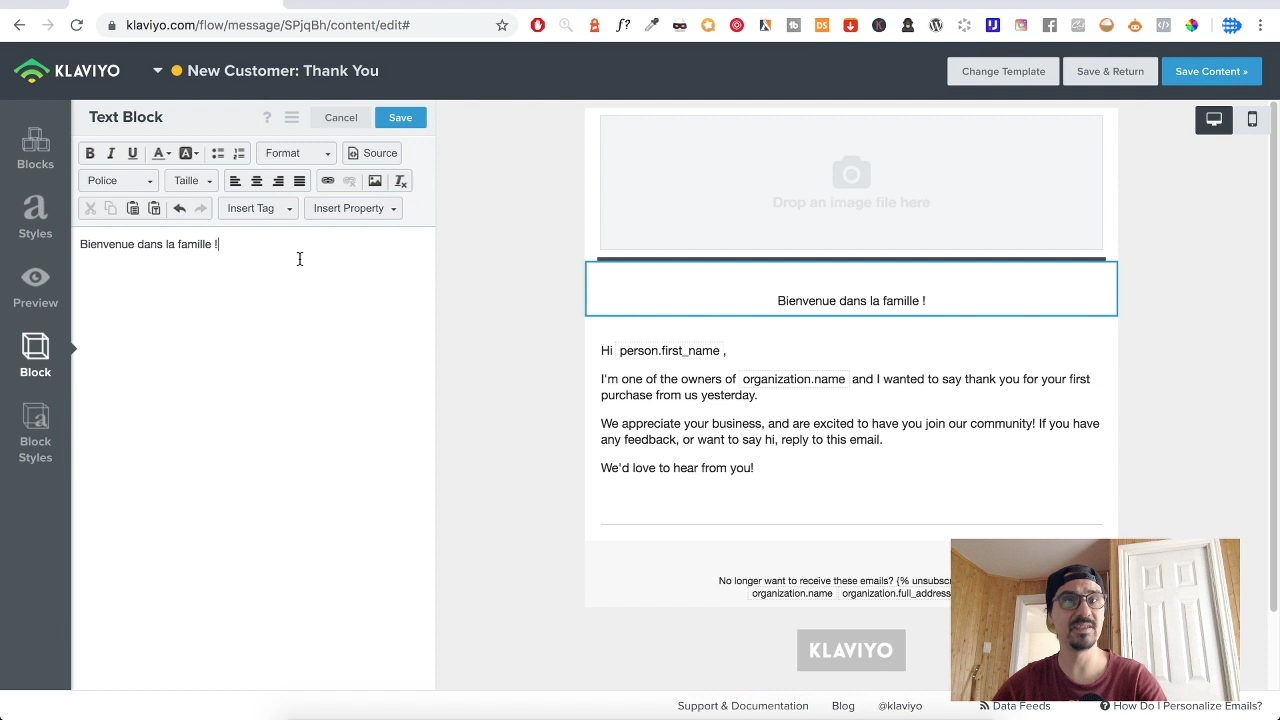 klaviyo.com/flow/message/SPjqBh/content/edit#
KLAVIYO
New Customer: Thank You
Change Template
Save & Return
Save Content »
Text Block
?
Cancel
Save
Blocks
Styles
Preview
Block
Block
Styles
B I U A A Format Source
Police Taille
Insert Tag Insert Property
Bienvenue dans la famille !
Drop an image file here
Bienvenue dans la famille !
Hi person.first_name ,
I'm one of the owners of organization.name and I wanted to say thank you for your first
purchase from us yesterday.
We appreciate your business, and are excited to have you join our community! If you have
any feedback, or want to say hi, reply to this email.
We'd love to hear from you!
No longer want to receive these emails? {% unsubscr
organization.name organization.full_address
KLAVIYO
Support & Documentation Blog @klaviyo Data Feeds How Do I Personalize Emails?